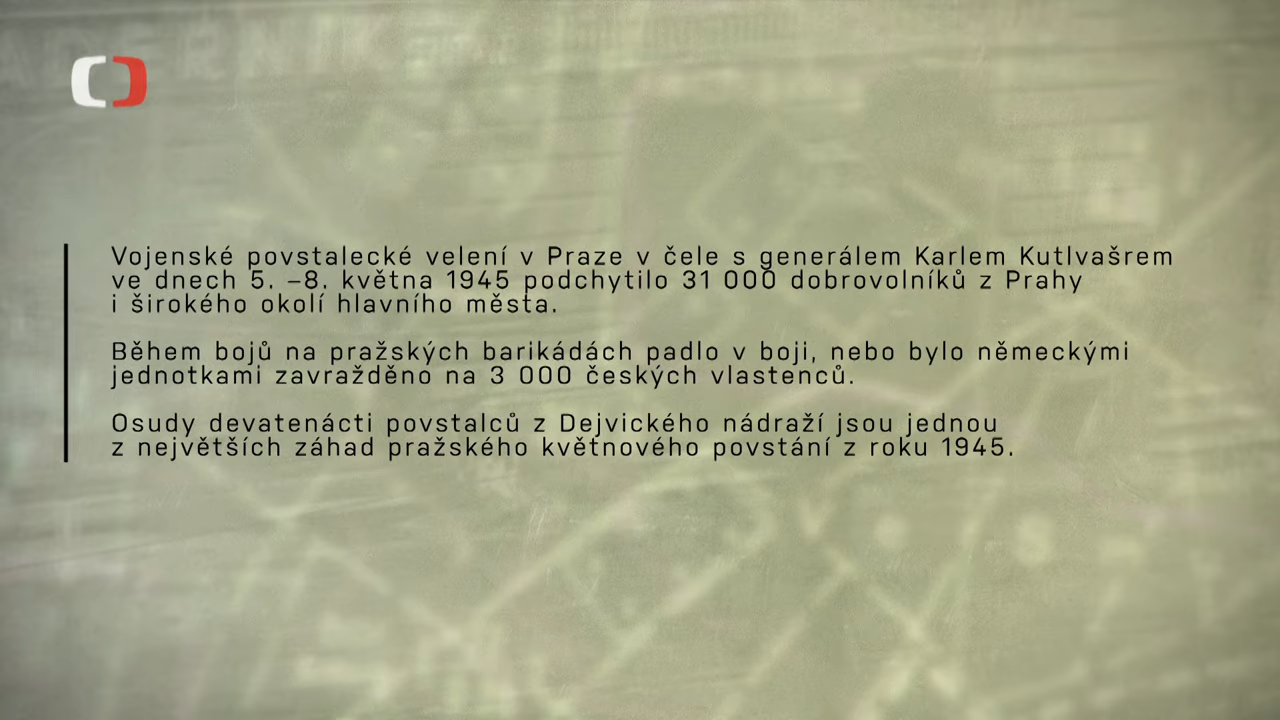 Vojenské povstalecké velení v Praze v čele s generálem Karlem Kutlvašrem
ve dnech 5. –8. května 1945 podchytilo 31 000 dobrovolníků z Prahy
i širokého okolí hlavního města.
Během bojů na pražských barikádách padlo v boji, nebo bylo německými
jednotkami zavražděno na 3 000 českých vlastenců.
Osudy devatenácti povstalců z Dejvického nádraží jsou jednou
z největších záhad pražského květnového povstání z roku 1945.